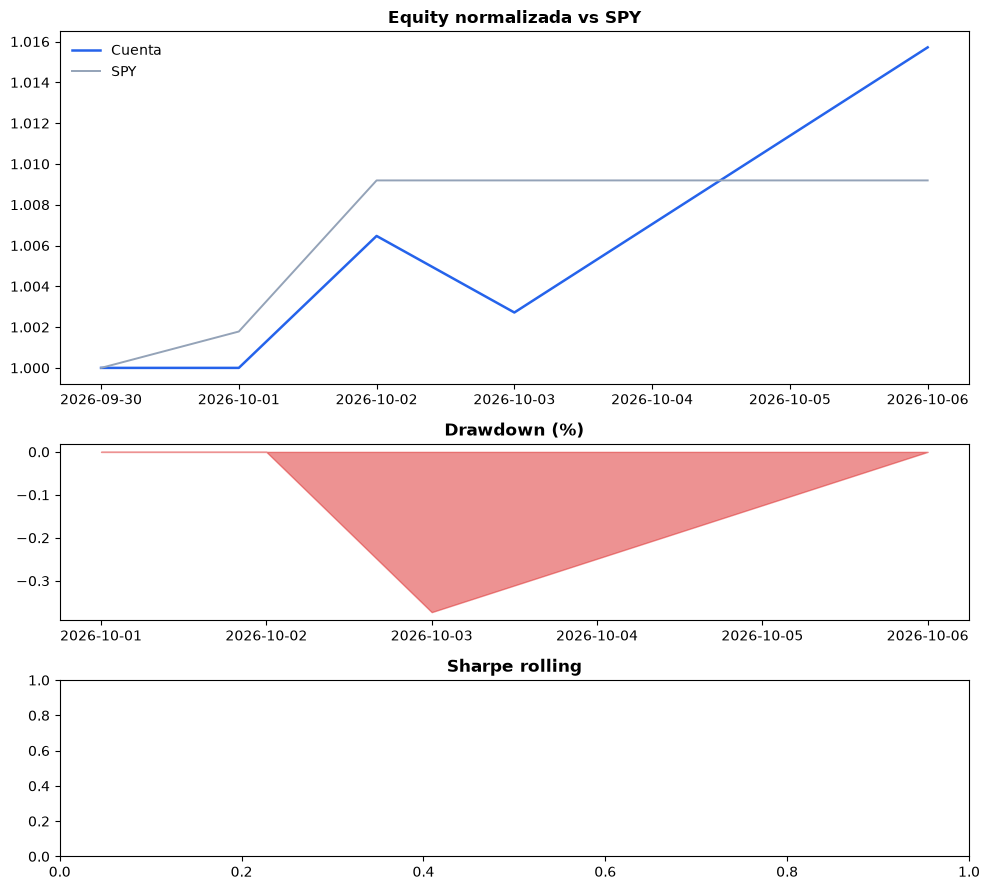 Equity normalizada vs SPY
Cuenta
SPY
1.016
1.014
1.012
1.010
1.008
1.006
1.004
1.002
1.000
2026-09-30 2026-10-01 2026-10-02 2026-10-03 2026-10-04 2026-10-05 2026-10-06
Drawdown (%)
0.0
−0.1
−0.2
−0.3
2026-10-01 2026-10-02 2026-10-03 2026-10-04 2026-10-05 2026-10-06
Sharpe rolling
1.0
0.8
0.6
0.4
0.2
0.0
0.0 0.2 0.4 0.6 0.8 1.0